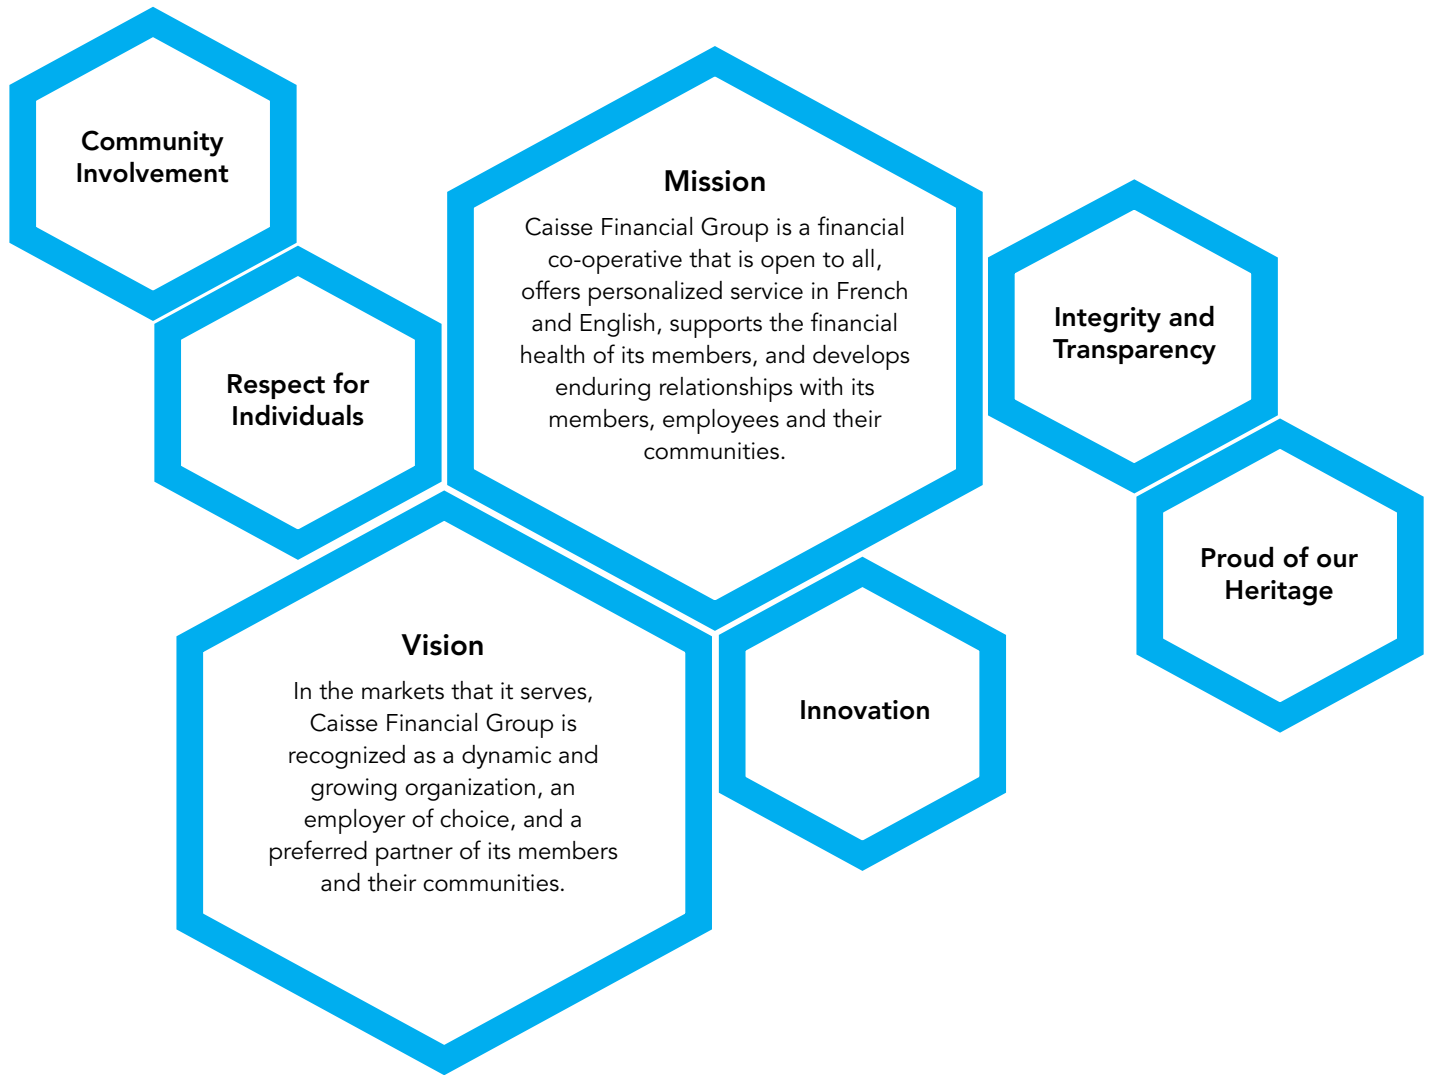 Community
Involvement
Respect for
Individuals
Mission
Caisse Financial Group is a financial
co-operative that is open to all,
offers personalized service in French
and English, supports the financial
health of its members, and develops
enduring relationships with its
members, employees and their
communities.
Integrity and
Transparency
Proud of our
Heritage
Vision
In the markets that it serves,
Caisse Financial Group is
recognized as a dynamic and
growing organization, an
employer of choice, and a
preferred partner of its members
and their communities.
Innovation